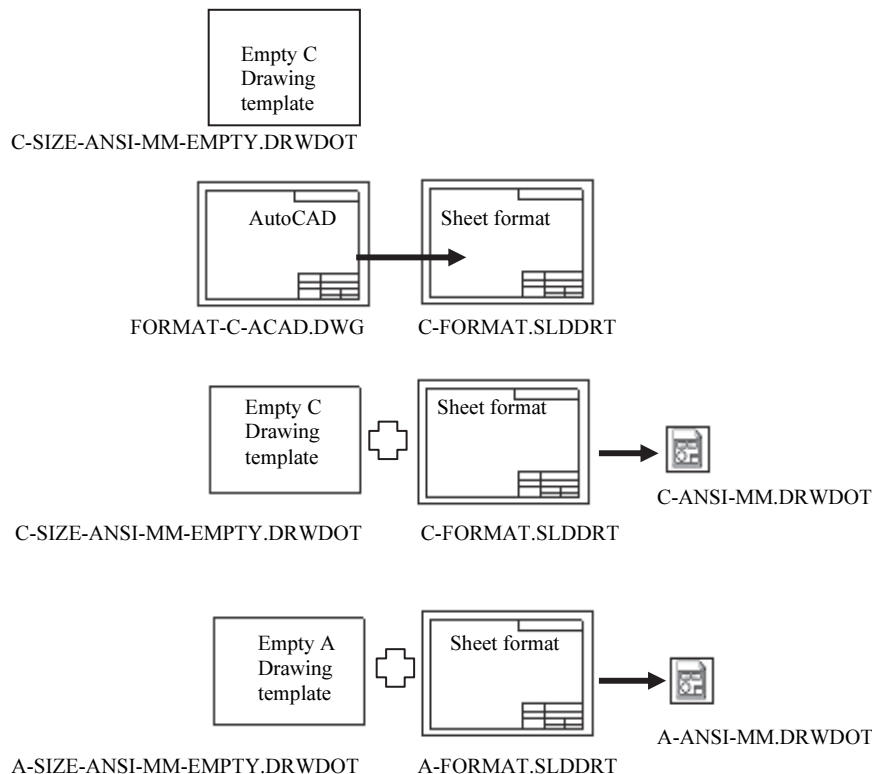 Empty C
Drawing
template
C-SIZE-ANSI-MM-EMPTY.DRWDOT
AutoCAD
Sheet format
FORMAT-C-ACAD.DWG
C-FORMAT.SLDDRT
Empty C
Drawing
template
Sheet format
C-ANSI-MM.DRWDOT
C-SIZE-ANSI-MM-EMPTY.DRWDOT
C-FORMAT.SLDDRT
Empty A
Drawing
template
Sheet format
A-ANSI-MM.DRWDOT
A-SIZE-ANSI-MM-EMPTY.DRWDOT
A-FORMAT.SLDDRT